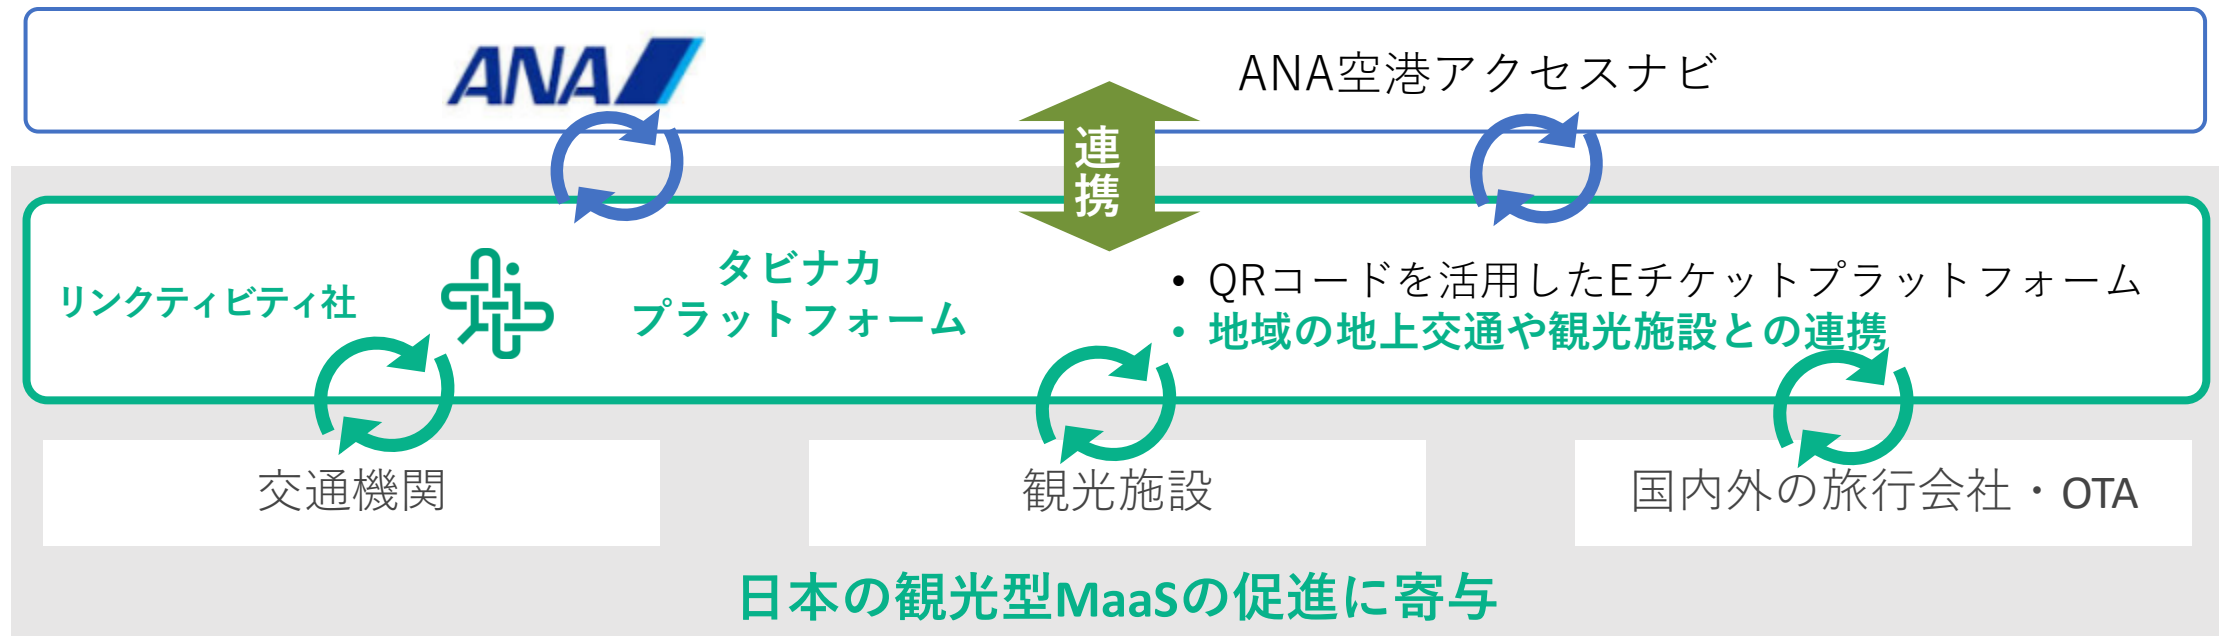 ANA
ANA空港アクセスナビ
連携
リンクティビティ社
タビナカ
プラットフォーム
• QRコードを活用したEチケットプラットフォーム
• 地域の地上交通や観光施設との連携
交通機関
観光施設
国内外の旅行会社・OTA
日本の観光型MaaSの促進に寄与